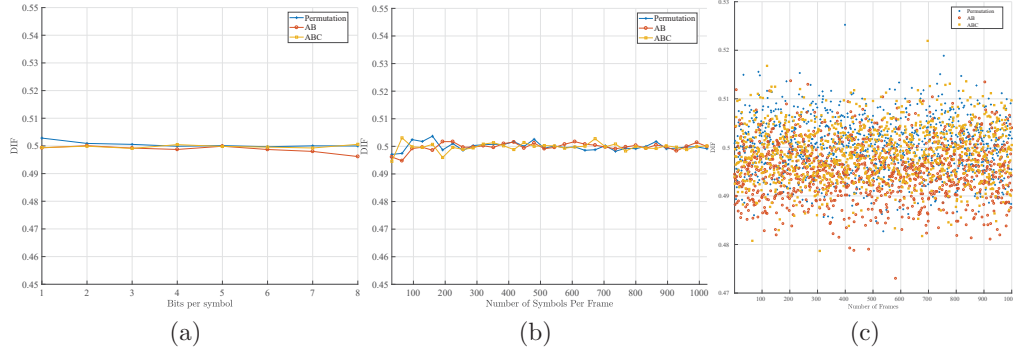 0.55
0.54
0.53
0.52
0.51
0.5
0.49
0.48
0.47
0.46
0.45
DIF
1 2 3 4 5 6 7 8
Bits per symbol
Permutation
AB
ABC
(a)
0.55
0.54
0.53
0.52
0.51
0.5
0.49
0.48
0.47
0.46
0.45
DIF
100 200 300 400 500 600 700 800 900 1000
Number of Symbols Per Frame
Permutation
AB
ABC
(b)
0.53
0.52
0.51
0.5
0.49
0.48
0.47
DIF
100 200 300 400 500 600 700 800 900 1000
Number of Frames
Permutation
AB
ABC
(c)